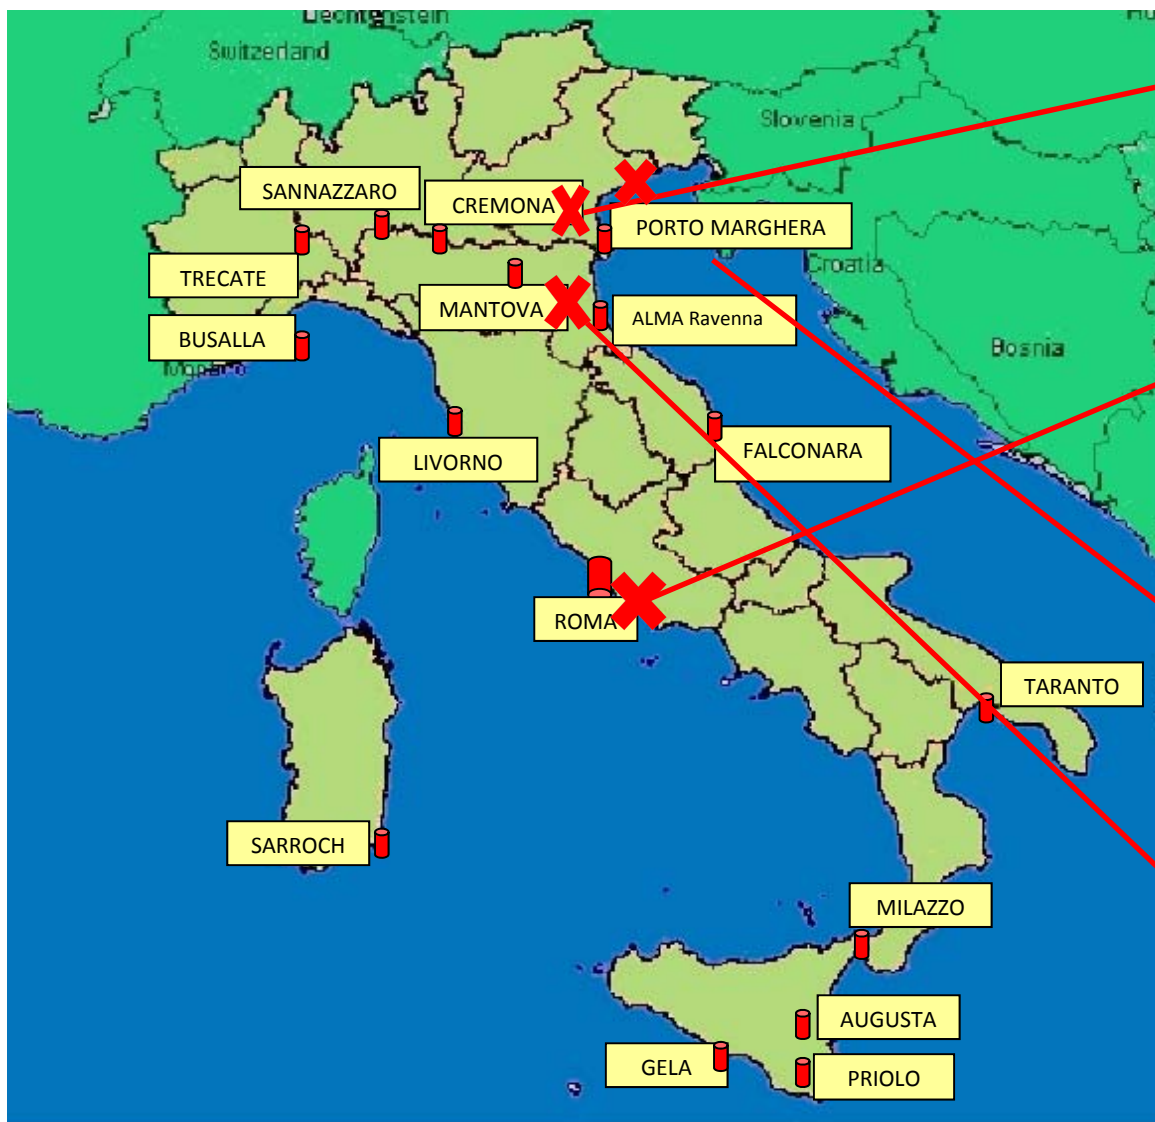 Liechtenstein
Switzerland
Slovenia
SANNAZZARO
CREMONA
PORTO MARGHERA
Croatia
TRECATE
MANTOVA
ALMA Ravenna
BUSALLA
Bosnia
LIVORNO
FALCONARA
ROMA
TARANTO
SARROCH
MILAZZO
AUGUSTA
GELA
PRIOLO